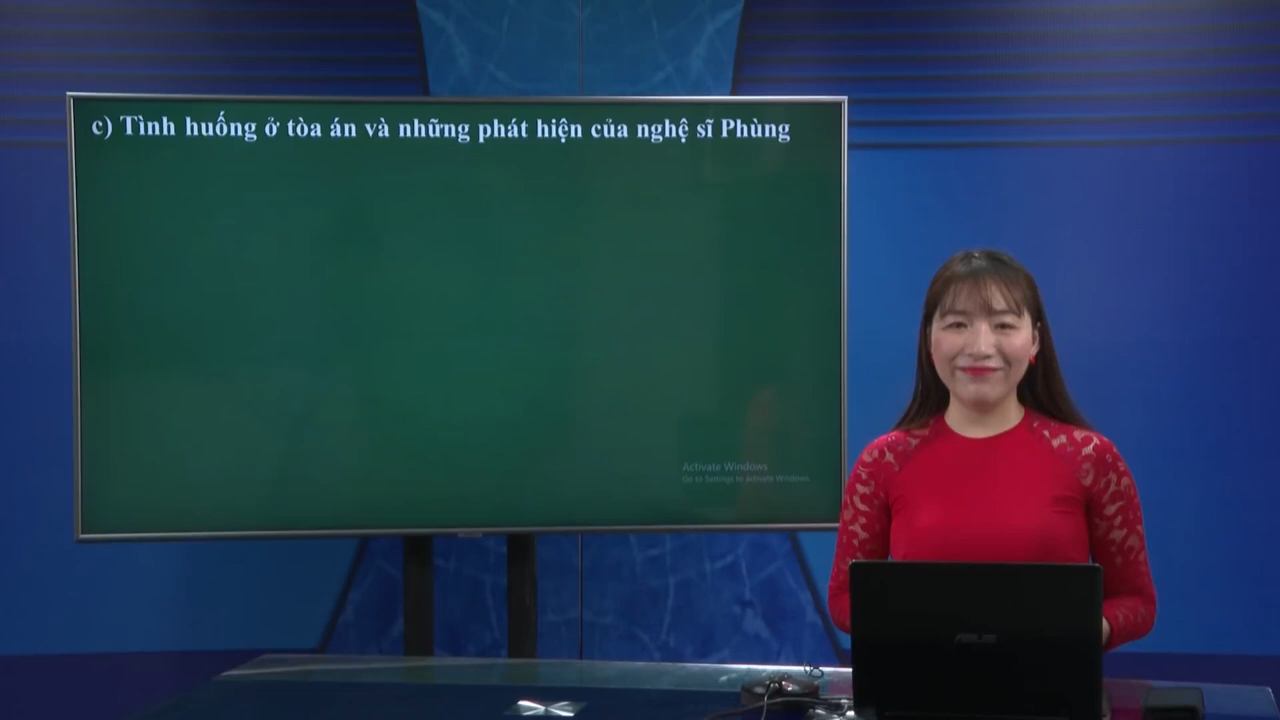 c) Tình huống ở tòa án và những phát hiện của nghệ sĩ Phùng
Activate Windows
Go to Settings to activate Windows.
ASUS